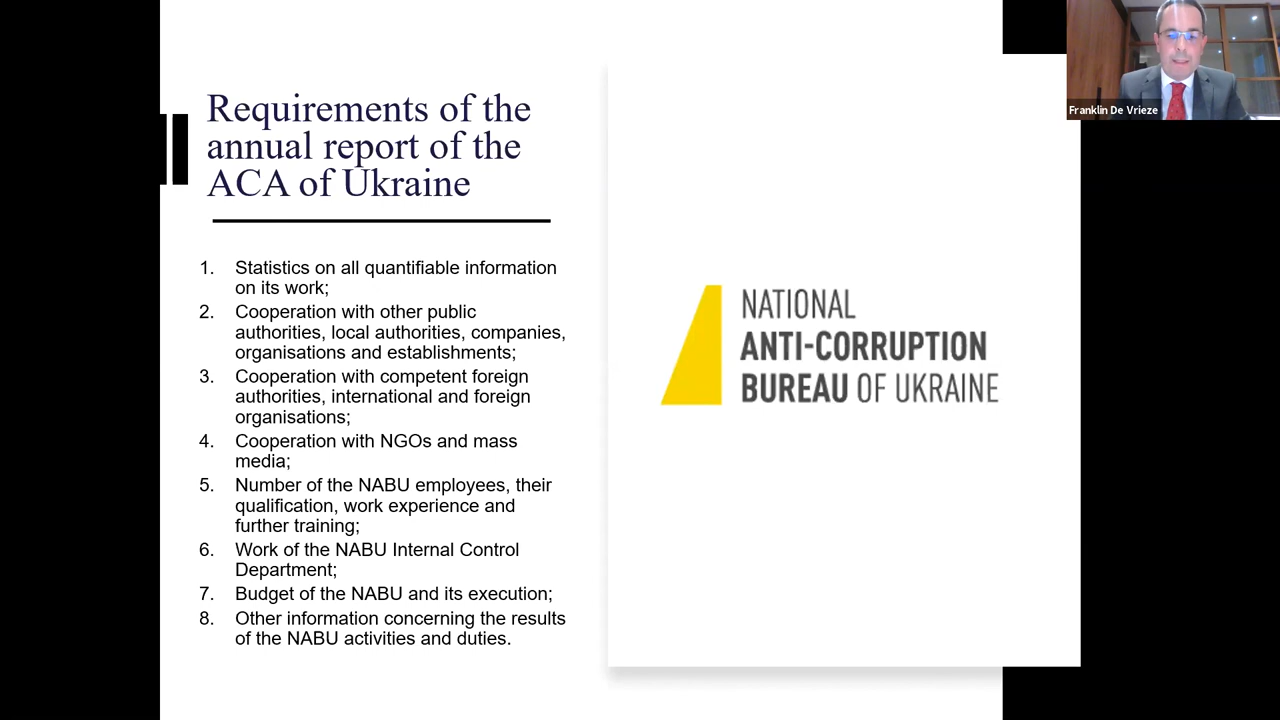 Requirements of the
annual report of the
ACA of Ukraine
1. Statistics on all quantifiable information
on its work;
2. Cooperation with other public
authorities, local authorities, companies,
organisations and establishments;
3. Cooperation with competent foreign
authorities, international and foreign
organisations;
4. Cooperation with NGOs and mass
media;
5. Number of the NABU employees, their
qualification, work experience and
further training;
6. Work of the NABU Internal Control
Department;
7. Budget of the NABU and its execution;
8. Other information concerning the results
of the NABU activities and duties.
NATIONAL
ANTI-CORRUPTION
BUREAU OF UKRAINE
Franklin De Vrieze